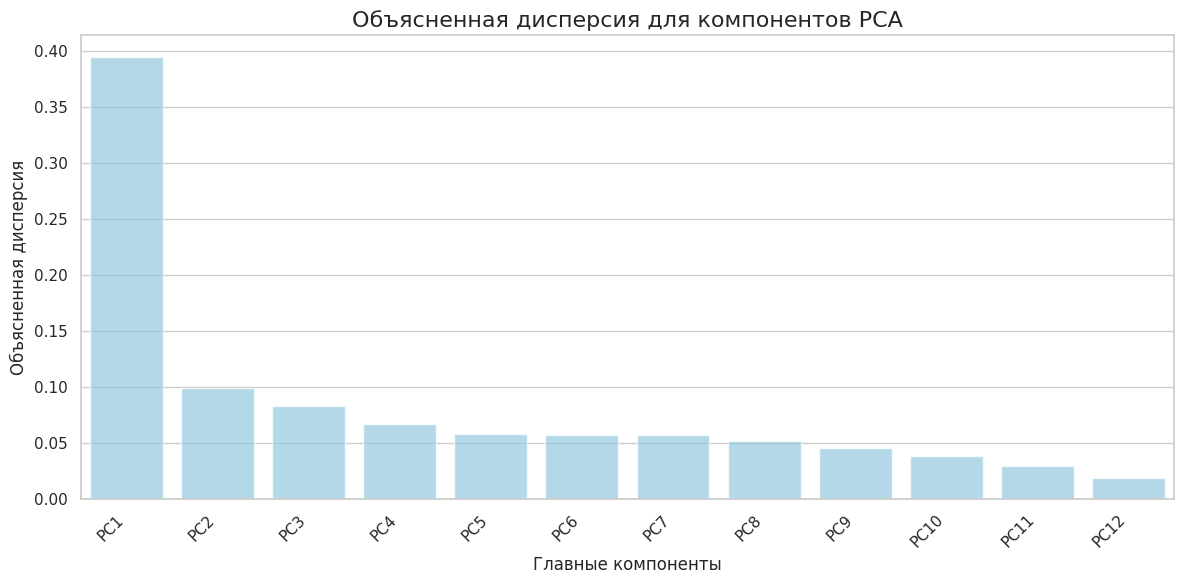 Объясненная дисперсия для компонентов PCA
Объясненная дисперсия
0.40
0.35
0.30
0.25
0.20
0.15
0.10
0.05
0.00
PC1
PC2
PC3
PC4
PC5
PC6
PC7
PC8
PC9
PC10
PC11
PC12
Главные компоненты